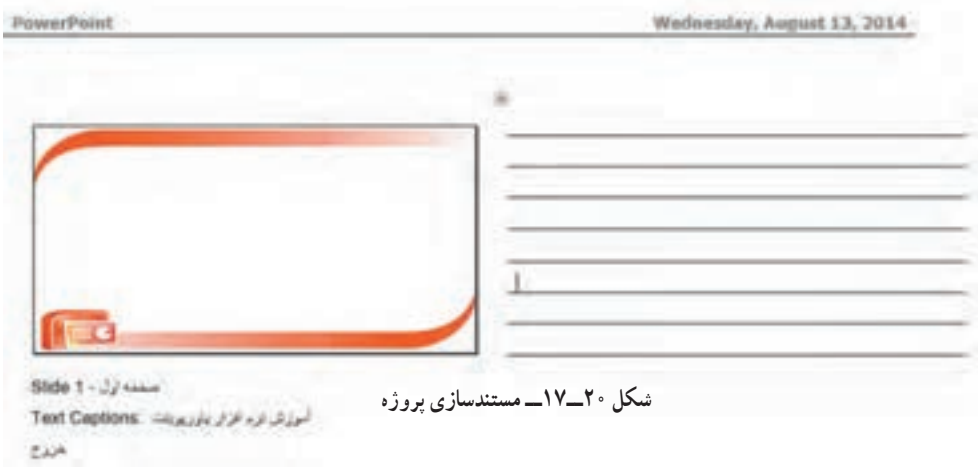 PowerPoint
Wednesday, August 13, 2014
Slide 1 - صفحه اول
Text Captions: آموزش نرم افزار پاورپوینت
خروج
شکل ۲۰ــ۱۷ــ مستندسازی پروژه